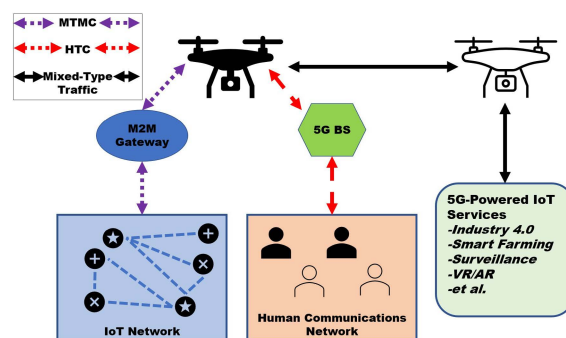 MTMC
HTC
Mixed-Type
Traffic
M2M
Gateway
5G BS
5G-Powered IoT
Services
-Industry 4.0
-Smart Farming
-Surveillance
-VR/AR
-et al.
IoT Network
Human Communications
Network